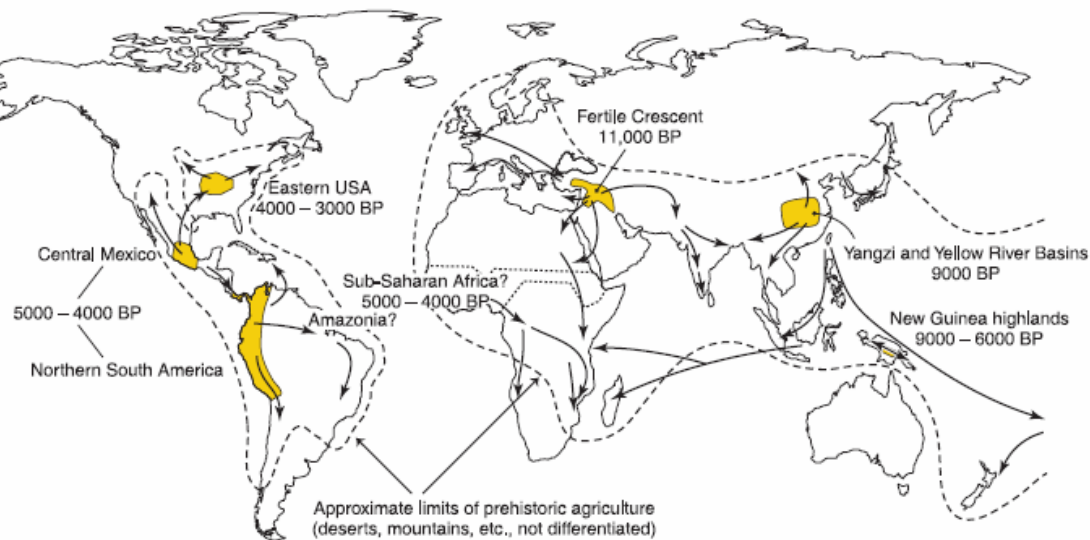 Fertile Crescent
11,000 BP
Eastern USA
4000 – 3000 BP
Central Mexico
5000 – 4000 BP
Northern South America
Amazonia?
Sub-Saharan Africa?
5000 – 4000 BP
Yangzi and Yellow River Basins
9000 BP
New Guinea highlands
9000 – 6000 BP
Approximate limits of prehistoric agriculture
(deserts, mountains, etc., not differentiated)